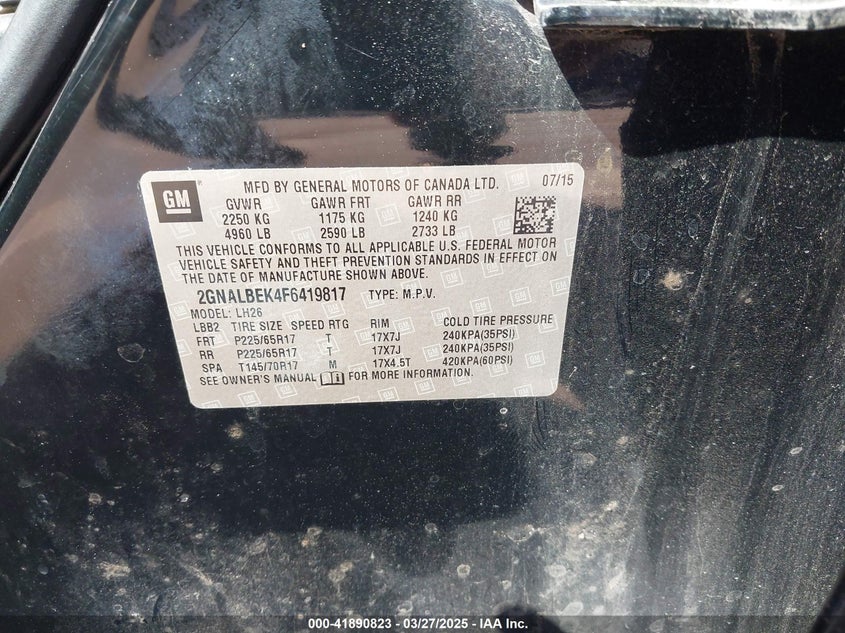 GM
MFD BY GENERAL MOTORS OF CANADA LTD. 07/15
GVWR GAWR FRT GAWR RR
2250 KG 1175 KG 1240 KG
4960 LB 2590 LB 2733 LB
THIS VEHICLE CONFORMS TO ALL APPLICABLE U.S. FEDERAL MOTOR
VEHICLE SAFETY AND THEFT PREVENTION STANDARDS IN EFFECT ON
THE DATE OF MANUFACTURE SHOWN ABOVE.
2GNALBEK4F6419817 TYPE: M.P.V.
MODEL: LH26
LBB2 TIRE SIZE SPEED RTG RIM COLD TIRE PRESSURE
FRT P225/65R17 T 17X7J 240KPA(35PSI)
RR P225/65R17 T 17X7J 240KPA(35PSI)
SPA T145/70R17 M 17X4.5T 420KPA(60PSI)
SEE OWNER'S MANUAL FOR MORE INFORMATION.
000-41890823 / 03/27/2025 - © IAA Inc.